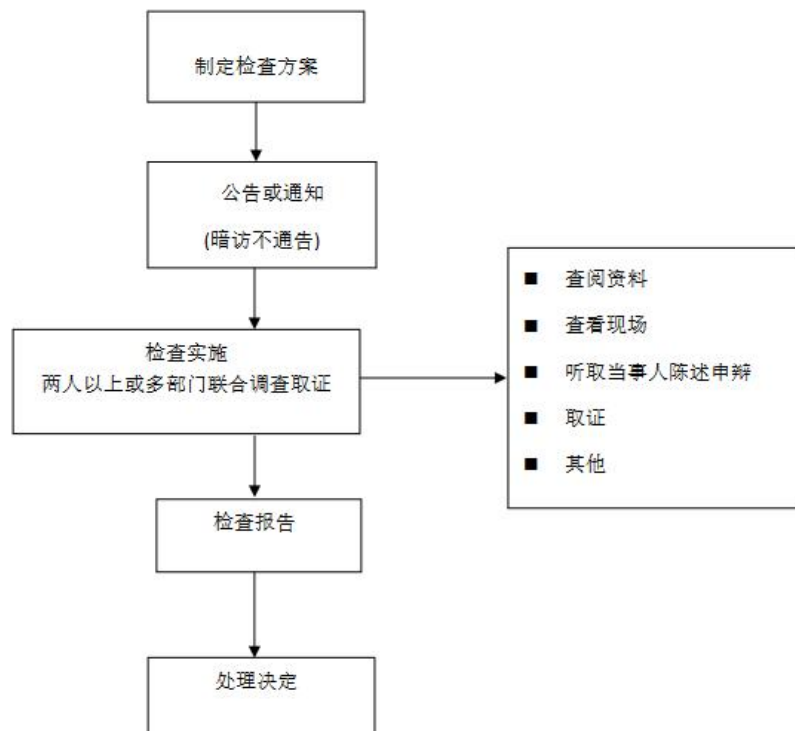 制定检查方案
公告或通知
(暗访不通告)
检查实施
两人以上或多部门联合调查取证
■ 查阅资料
■ 查看现场
■ 听取当事人陈述申辩
■ 取证
■ 其他
检查报告
处理决定